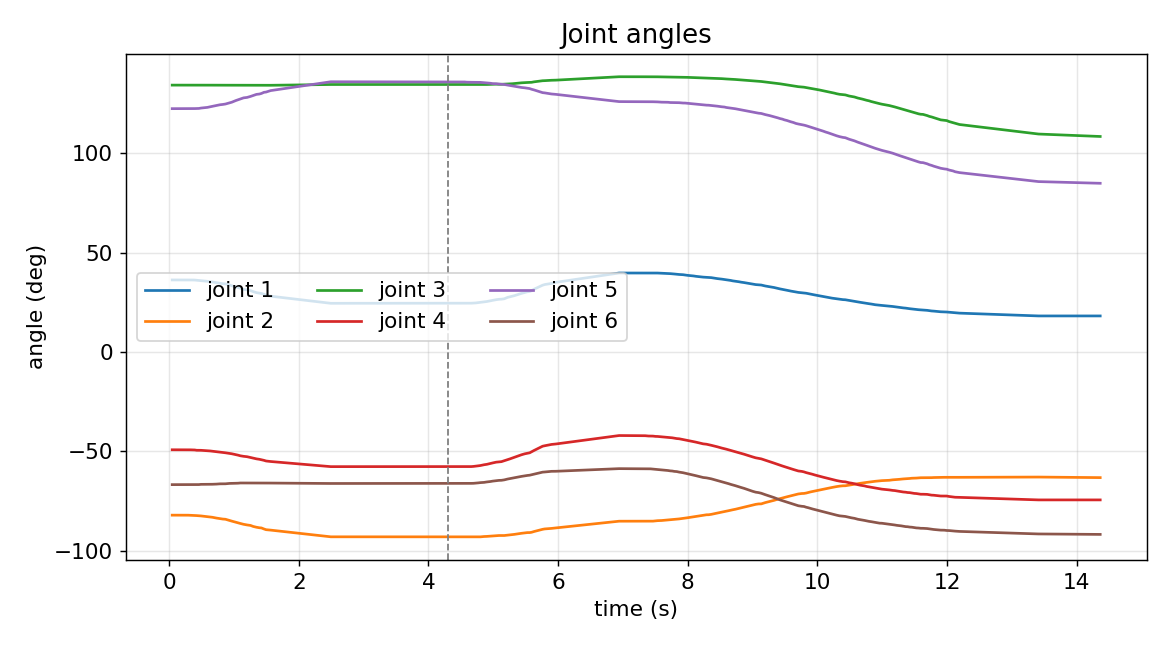 Joint angles
angle (deg)
100
50
0
−50
−100
joint 1 joint 3 joint 5
joint 2 joint 4 joint 6
0 2 4 6 8 10 12 14
time (s)